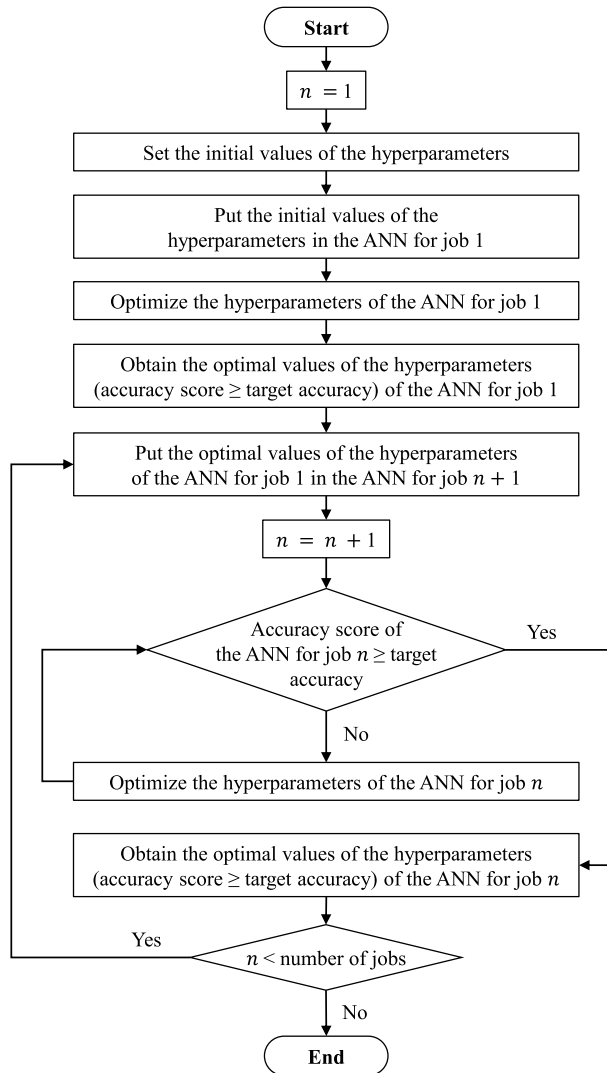 Start
n = 1
Set the initial values of the hyperparameters
Put the initial values of the
hyperparameters in the ANN for job 1
Optimize the hyperparameters of the ANN for job 1
Obtain the optimal values of the hyperparameters
(accuracy score ≥ target accuracy) of the ANN for job 1
Put the optimal values of the hyperparameters
of the ANN for job 1 in the ANN for job n + 1
n = n + 1
Accuracy score of
the ANN for job n ≥ target
accuracy
Yes
No
Optimize the hyperparameters of the ANN for job n
Obtain the optimal values of the hyperparameters
(accuracy score ≥ target accuracy) of the ANN for job n
Yes
n < number of jobs
No
End